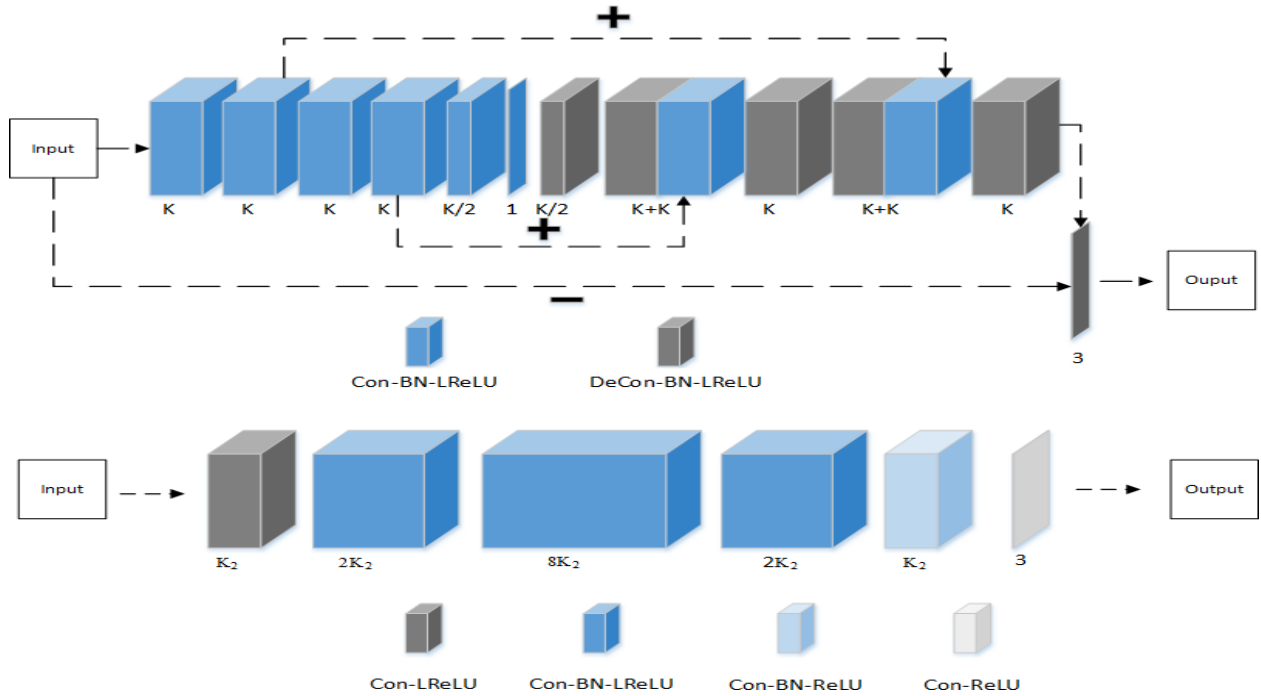 +
Input
K K K K K/2 1 K/2 K+K K K+K K
+
Ouput
−
3
Con-BN-LReLU DeCon-BN-LReLU
Input
Output
K₂ 2K₂ 8K₂ 2K₂ K₂ 3
Con-LReLU Con-BN-LReLU Con-BN-ReLU Con-ReLU